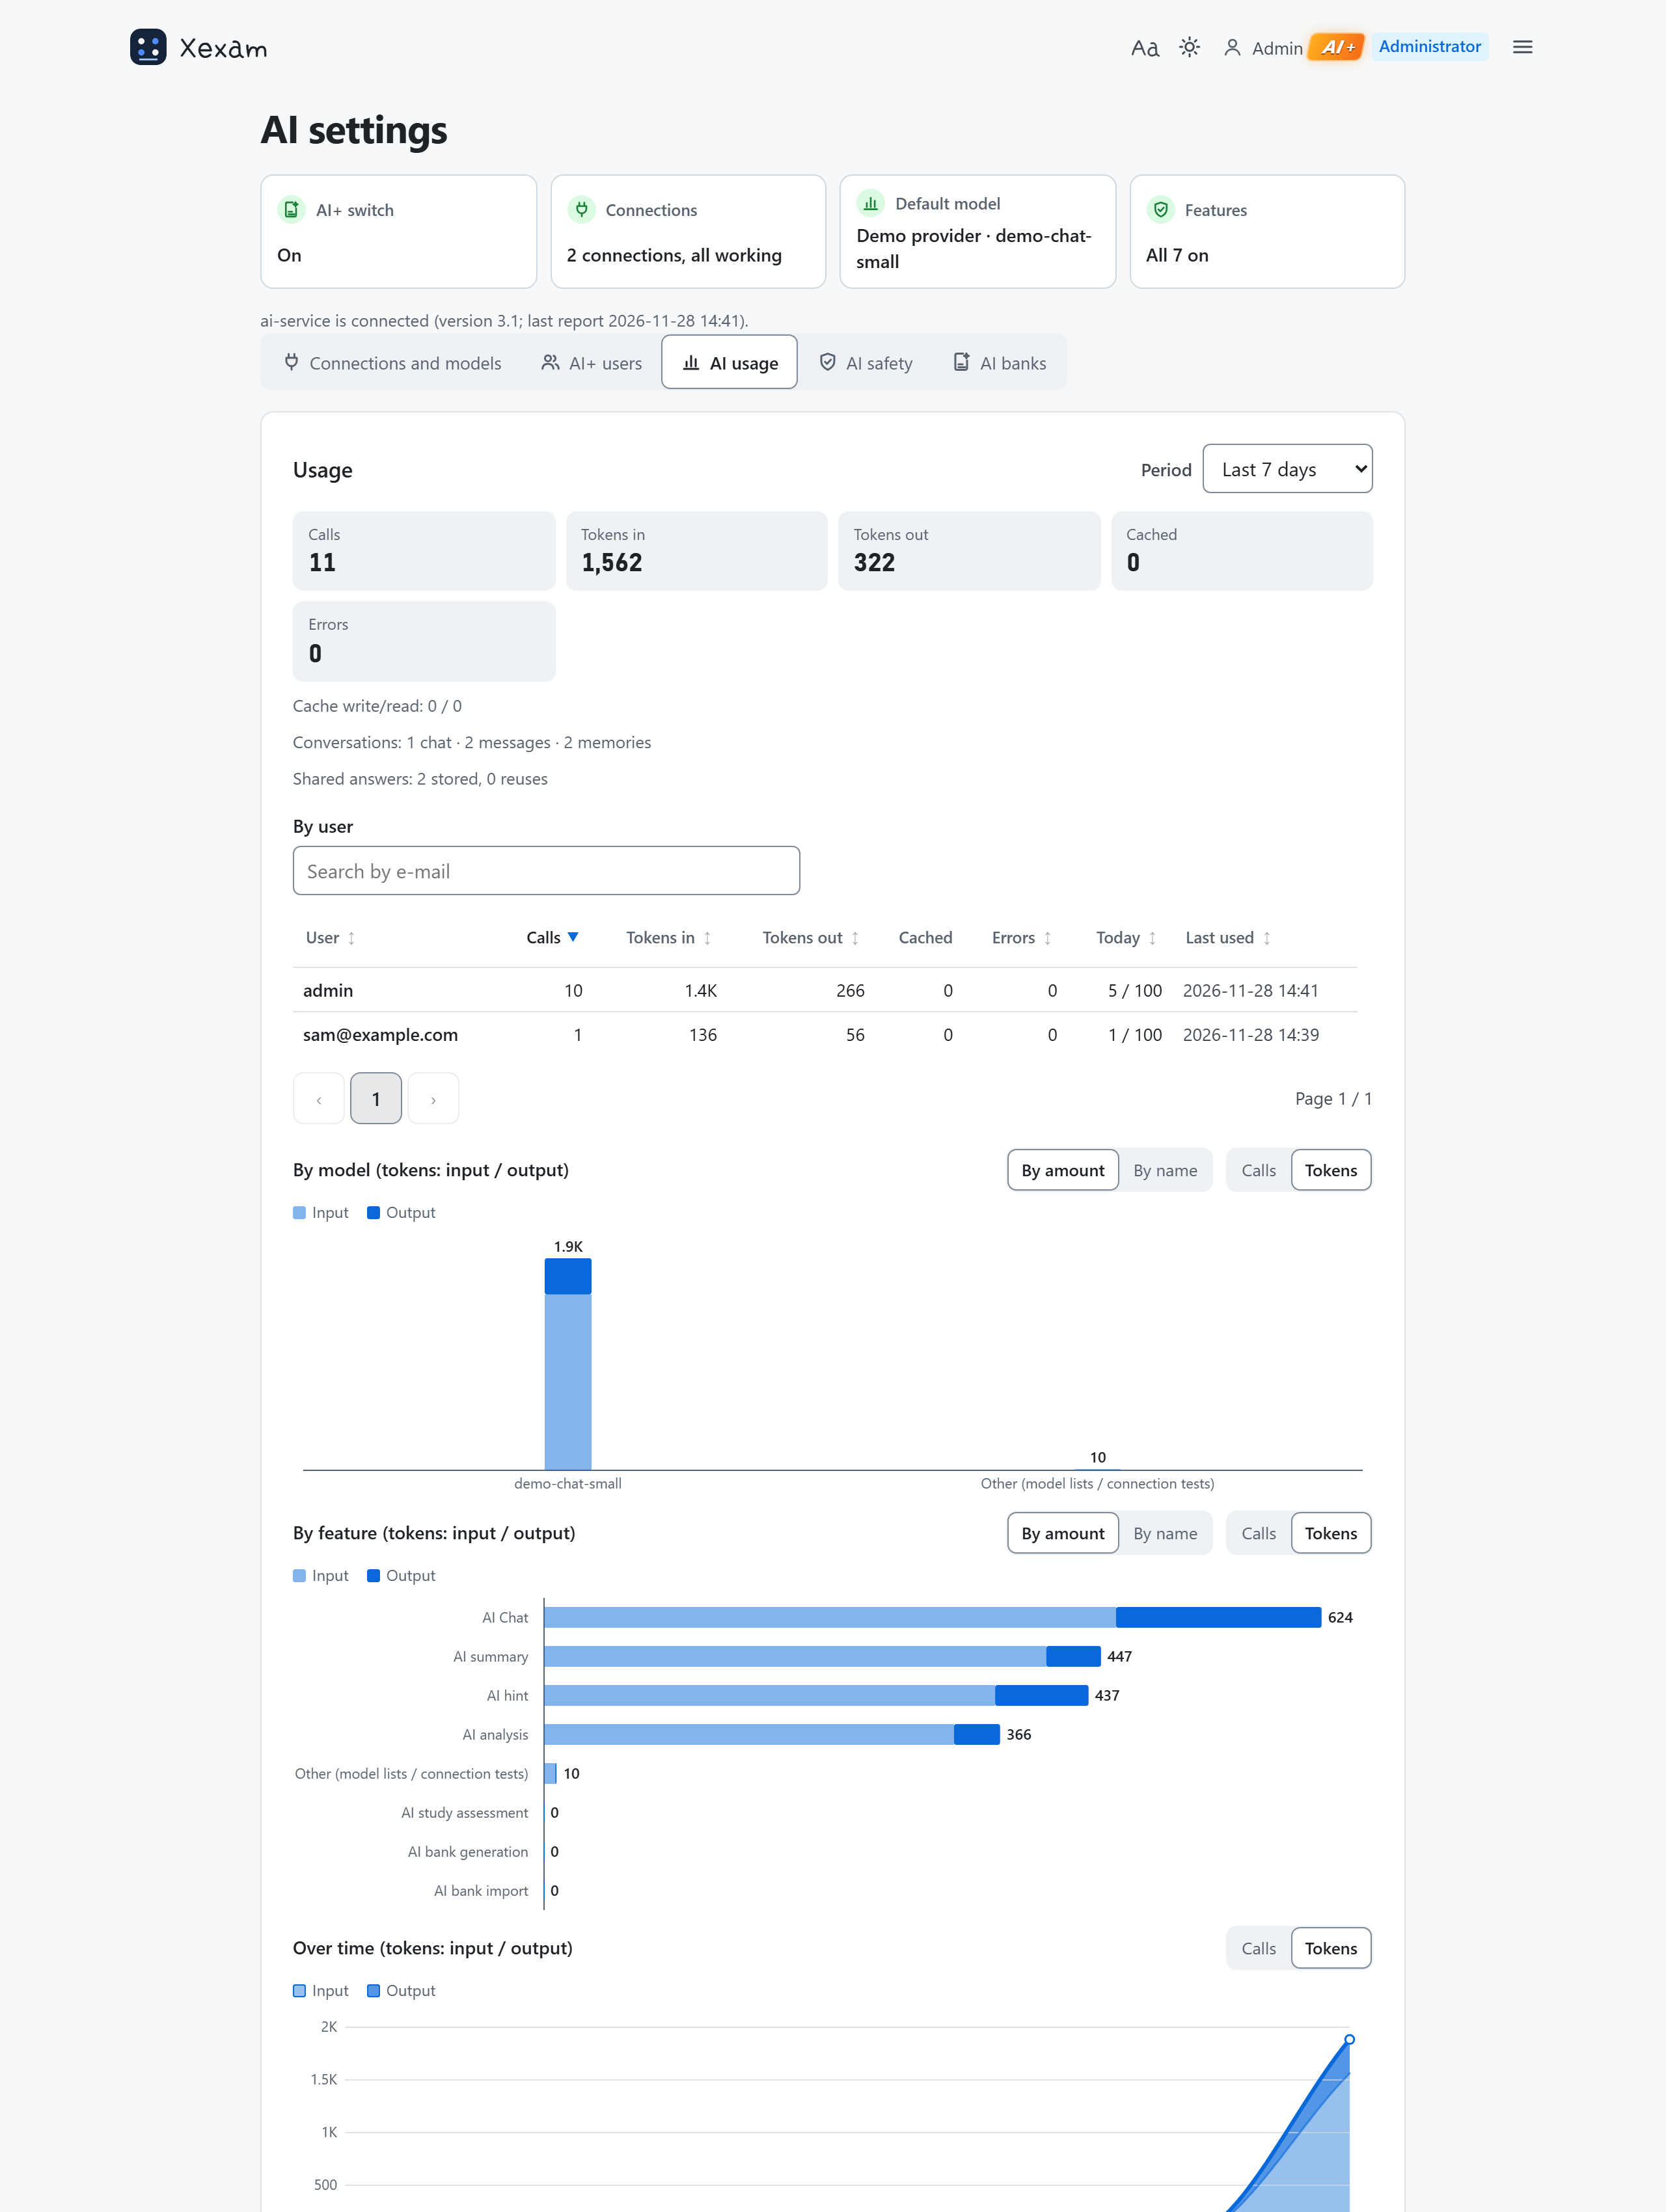 Xexam
Aa Admin AI+ Administrator
AI settings
AI+ switch
On
Connections
2 connections, all working
Default model
Demo provider · demo-chat-
small
Features
All 7 on
ai-service is connected (version 3.1; last report 2026-11-28 14:41).
Connections and models AI+ users AI usage AI safety AI banks
Usage
Period Last 7 days
Calls
11
Tokens in
1,562
Tokens out
322
Cached
0
Errors
0
Cache write/read: 0 / 0
Conversations: 1 chat · 2 messages · 2 memories
Shared answers: 2 stored, 0 reuses
By user
Search by e-mail
User Calls Tokens in Tokens out Cached Errors Today Last used
admin 10 1.4K 266 0 0 5 / 100 2026-11-28 14:41
sam@example.com 1 136 56 0 0 1 / 100 2026-11-28 14:39
‹ 1 › Page 1 / 1
By model (tokens: input / output) By amount By name Calls Tokens
Input Output
1.9K
10
demo-chat-small Other (model lists / connection tests)
By feature (tokens: input / output) By amount By name Calls Tokens
Input Output
AI Chat 624
AI summary 447
AI hint 437
AI analysis 366
Other (model lists / connection tests) 10
AI study assessment 0
AI bank generation 0
AI bank import 0
Over time (tokens: input / output) Calls Tokens
Input Output
2K
1.5K
1K
500